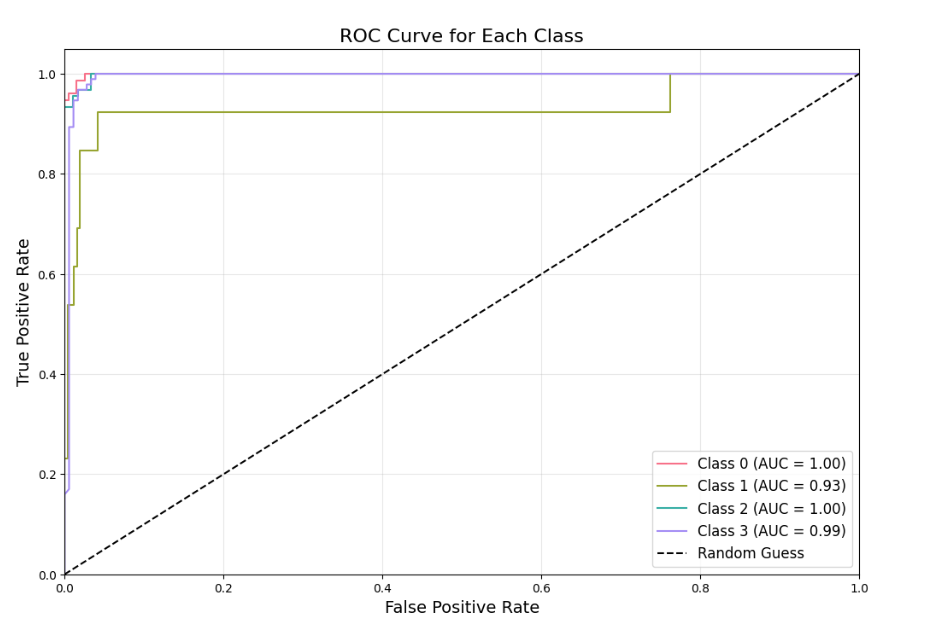 ROC Curve for Each Class
True Positive Rate
1.0
0.8
0.6
0.4
0.2
0.0
Class 0 (AUC = 1.00)
Class 1 (AUC = 0.93)
Class 2 (AUC = 1.00)
Class 3 (AUC = 0.99)
Random Guess
0.0 0.2 0.4 0.6 0.8 1.0
False Positive Rate